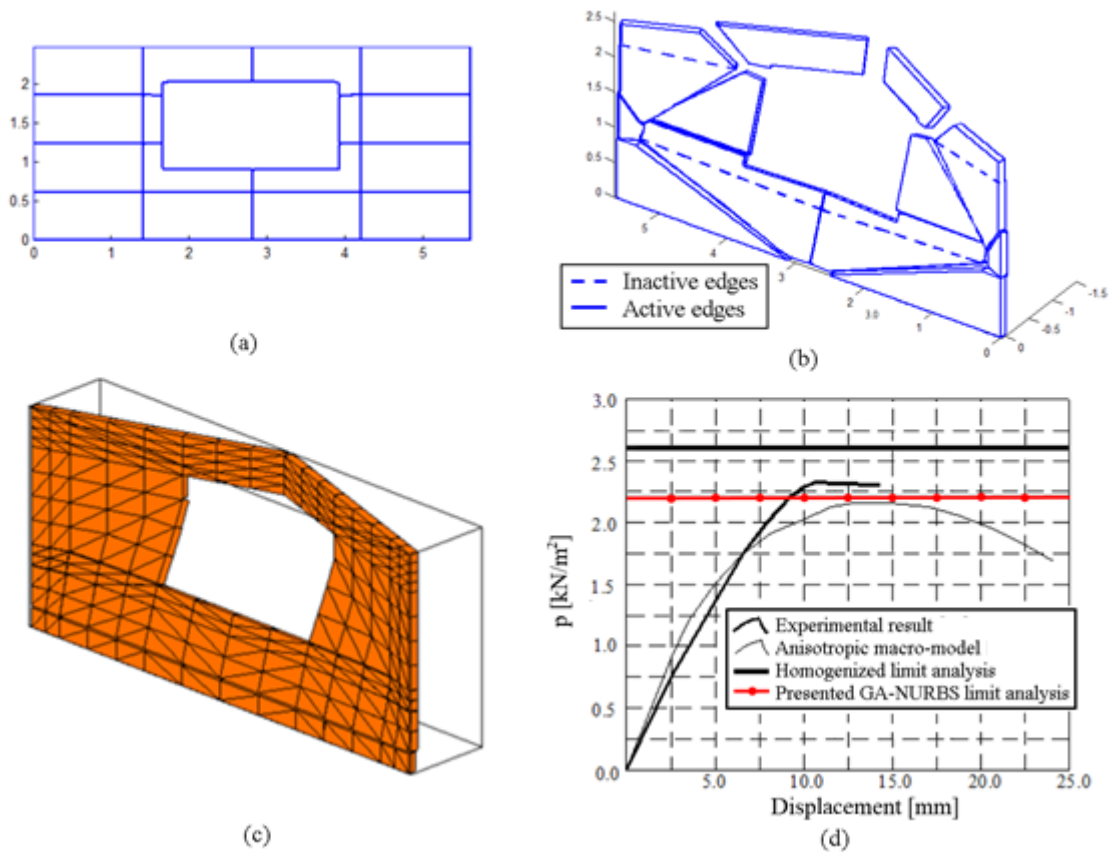 2
1.5
1
0.5
0
0 1 2 3 4 5
(a)
2.5
2
1.5
1
0.5
0
5
4
3
2
3.0
1
0
0
-0.5
-1
-1.5
Inactive edges
Active edges
(b)
(c)
3.0
2.5
2.0
1.5
1.0
0.5
0.0
p [kN/m²]
5.0 10.0 15.0 20.0 25.0
Displacement [mm]
Experimental result
Anisotropic macro-model
Homogenized limit analysis
Presented GA-NURBS limit analysis
(d)